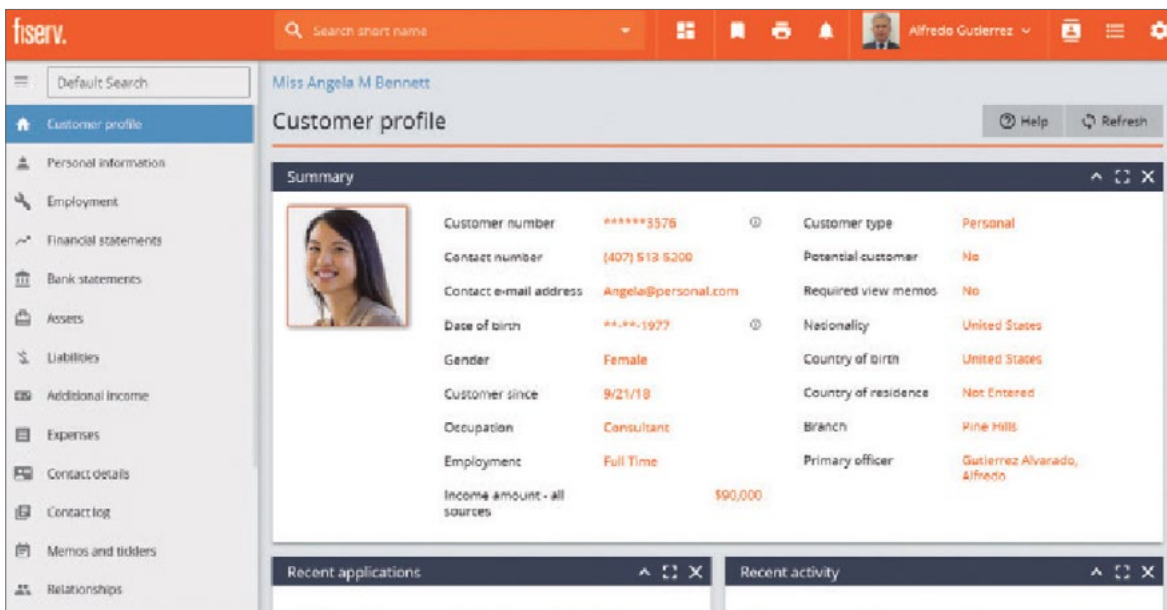 fiserv.
Search short name
Alfredo Gutierrez
Default Search
Miss Angela M Bennett
Customer profile
Customer profile
Help
Refresh
Personal information
Employment
Financial statements
Bank statements
Assets
Liabilities
Additional income
Expenses
Contact details
Contact log
Memos and ticklers
Relationships
Summary
Customer number ******3576
Contact number (407) 513-5200
Contact e-mail address Angela@personal.com
Date of birth **-**-1977
Gender Female
Customer since 9/21/18
Occupation Consultant
Employment Full Time
Income amount - all
sources
$90,000
Customer type Personal
Potential customer No
Required view memos No
Nationality United States
Country of birth United States
Country of residence Not Entered
Branch Pine Hills
Primary officer Gutierrez Alvarado,
Alfredo
Recent applications
Recent activity